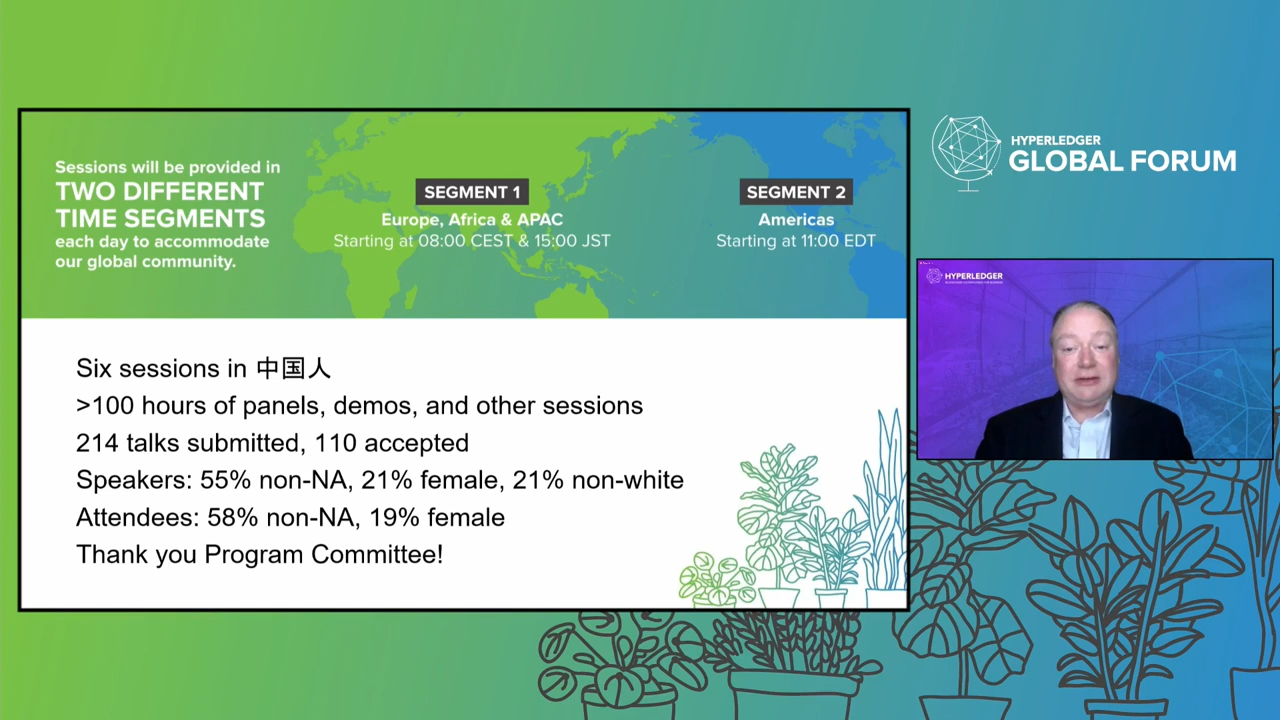 Sessions will be provided in
TWO DIFFERENT
TIME SEGMENTS
each day to accommodate
our global community.
SEGMENT 1
Europe, Africa & APAC
Starting at 08:00 CEST & 15:00 JST
SEGMENT 2
Americas
Starting at 11:00 EDT
Six sessions in 中国人
>100 hours of panels, demos, and other sessions
214 talks submitted, 110 accepted
Speakers: 55% non-NA, 21% female, 21% non-white
Attendees: 58% non-NA, 19% female
Thank you Program Committee!
HYPERLEDGER
GLOBAL FORUM
HYPERLEDGER